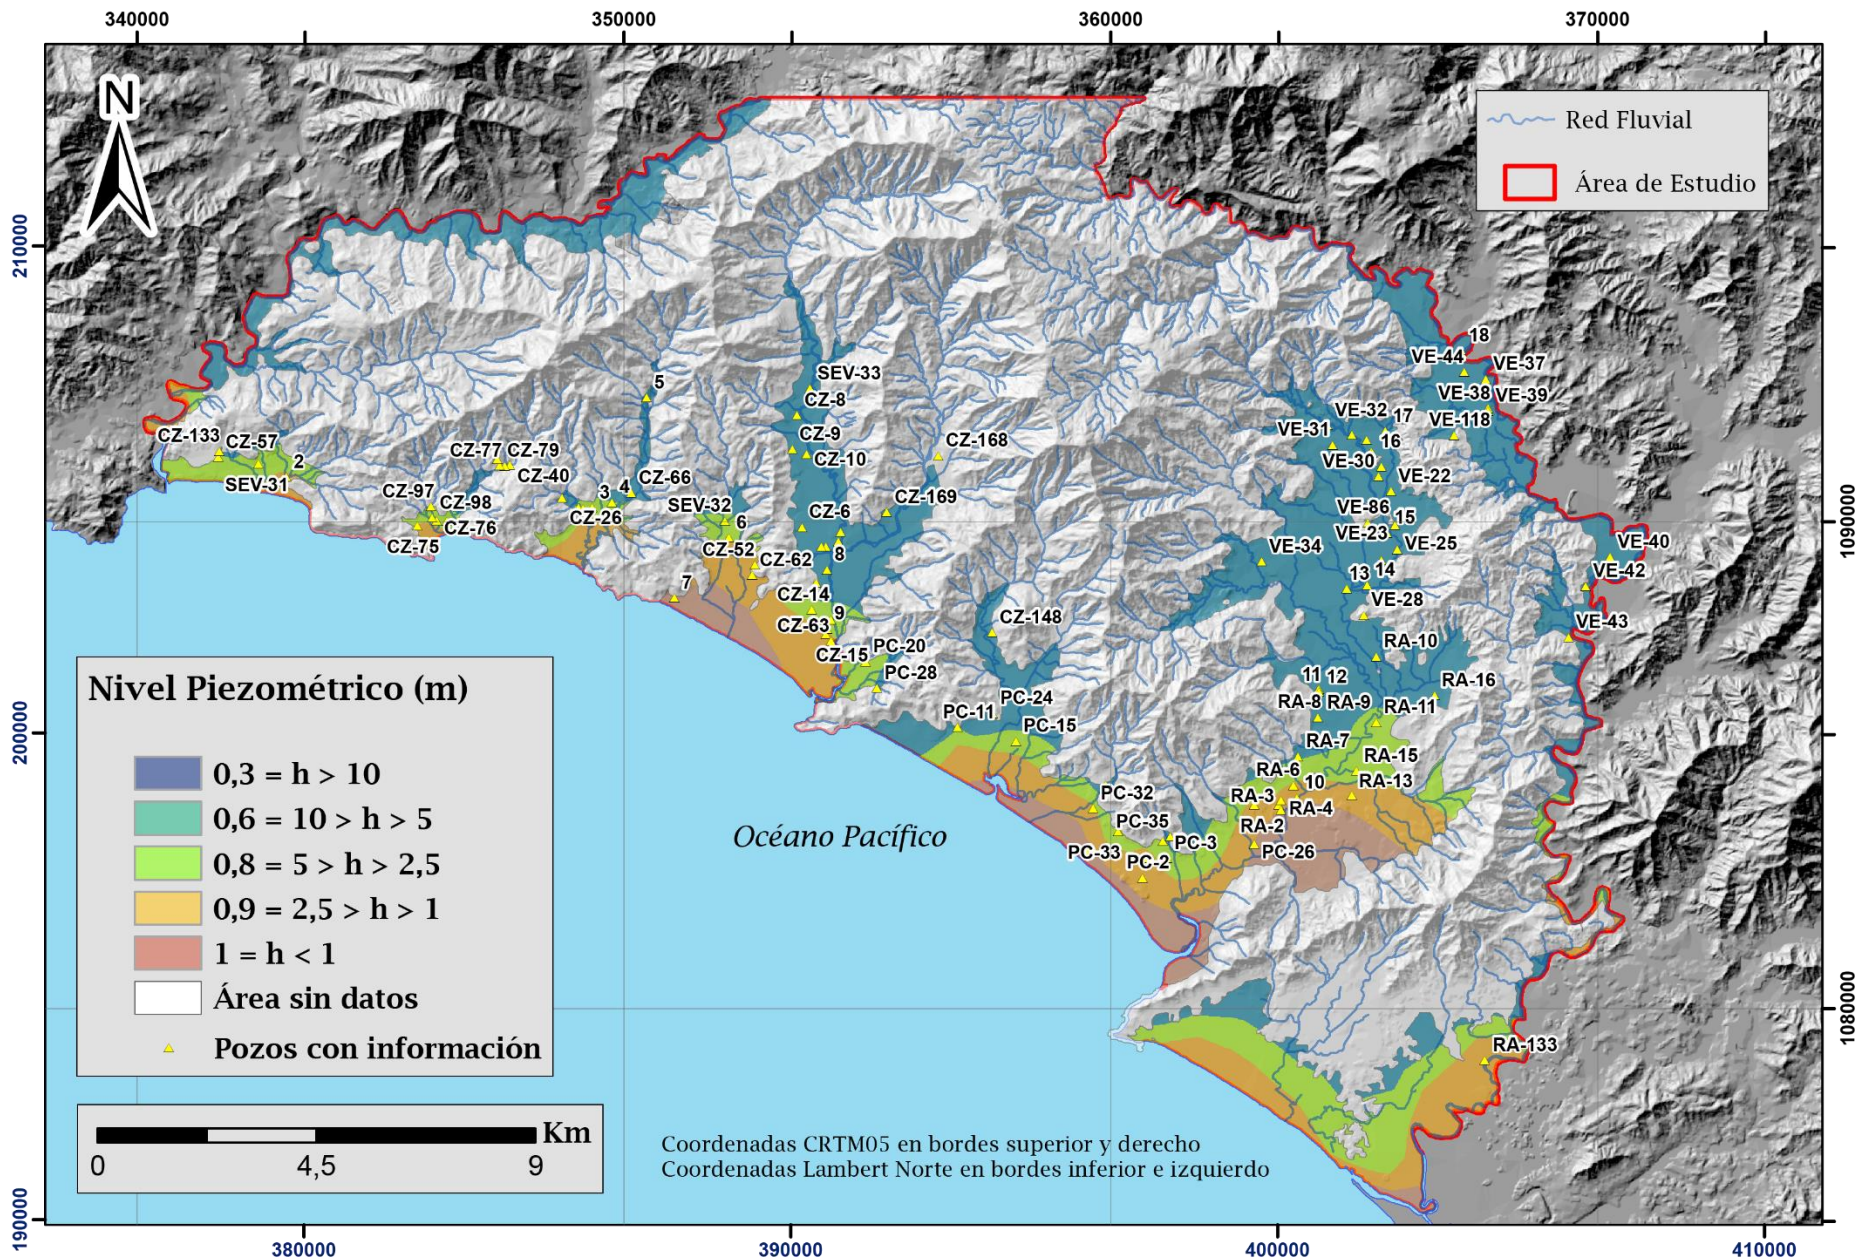 340000
350000
360000
370000
N
Red Fluvial
Área de Estudio
210000
1090000
200000
1080000
190000
18
VE-44
VE-37
VE-38
VE-39
VE-118
VE-32
17
VE-31
16
VE-30
VE-22
VE-86
15
VE-23
VE-25
VE-34
14
13
VE-28
VE-40
VE-42
VE-43
SEV-33
CZ-8
CZ-9
CZ-10
CZ-168
CZ-169
CZ-6
8
5
CZ-133
CZ-57
2
SEV-31
CZ-77
CZ-79
CZ-40
CZ-97
CZ-98
CZ-76
CZ-75
3
4
CZ-66
CZ-26
SEV-32
6
CZ-52
CZ-62
7
CZ-14
9
CZ-63
CZ-15
PC-20
PC-28
CZ-148
PC-24
PC-11
PC-15
RA-10
RA-16
11
12
RA-8
RA-9
RA-11
RA-7
RA-15
RA-6
10
RA-13
RA-3
RA-4
RA-2
PC-26
PC-32
PC-35
PC-33
PC-3
PC-2
RA-133
Océano Pacífico
Nivel Piezométrico (m)
0,3 = h > 10
0,6 = 10 > h > 5
0,8 = 5 > h > 2,5
0,9 = 2,5 > h > 1
1 = h < 1
Área sin datos
Pozos con información
Km
0
4,5
9
Coordenadas CRTM05 en bordes superior y derecho
Coordenadas Lambert Norte en bordes inferior e izquierdo
380000
390000
400000
410000